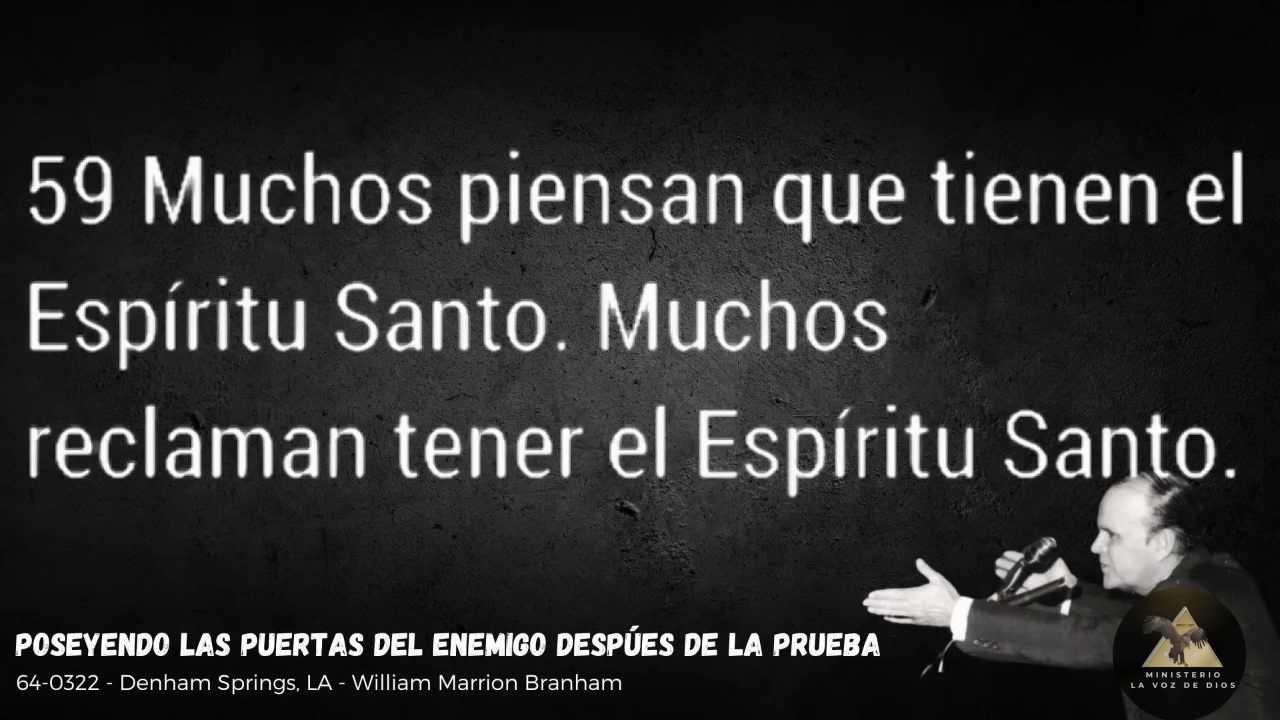 59 Muchos piensan que tienen el
Espíritu Santo. Muchos
reclaman tener el Espíritu Santo.
POSEYENDO LAS PUERTAS DEL ENEMIGO DESPÚES DE LA PRUEBA
64-0322 - Denham Springs, LA - William Marrion Branham
MINISTERIO
LA VOZ DE DIOS